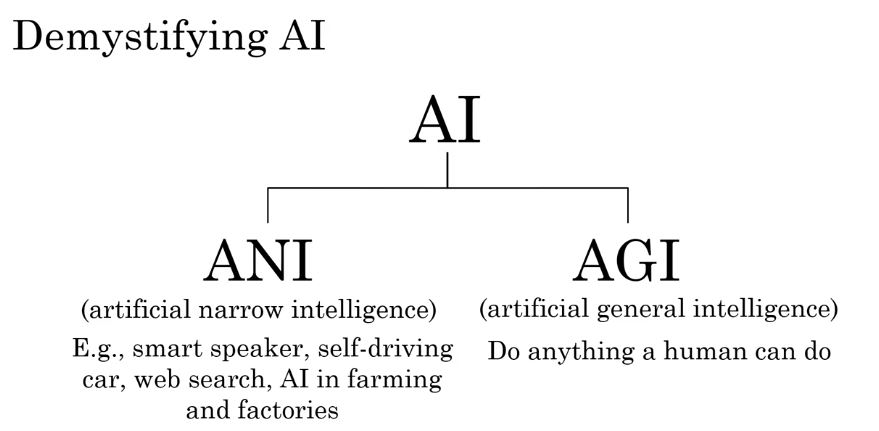 Demystifying AI
AI
ANI
(artificial narrow intelligence)
E.g., smart speaker, self-driving
car, web search, AI in farming
and factories
AGI
(artificial general intelligence)
Do anything a human can do